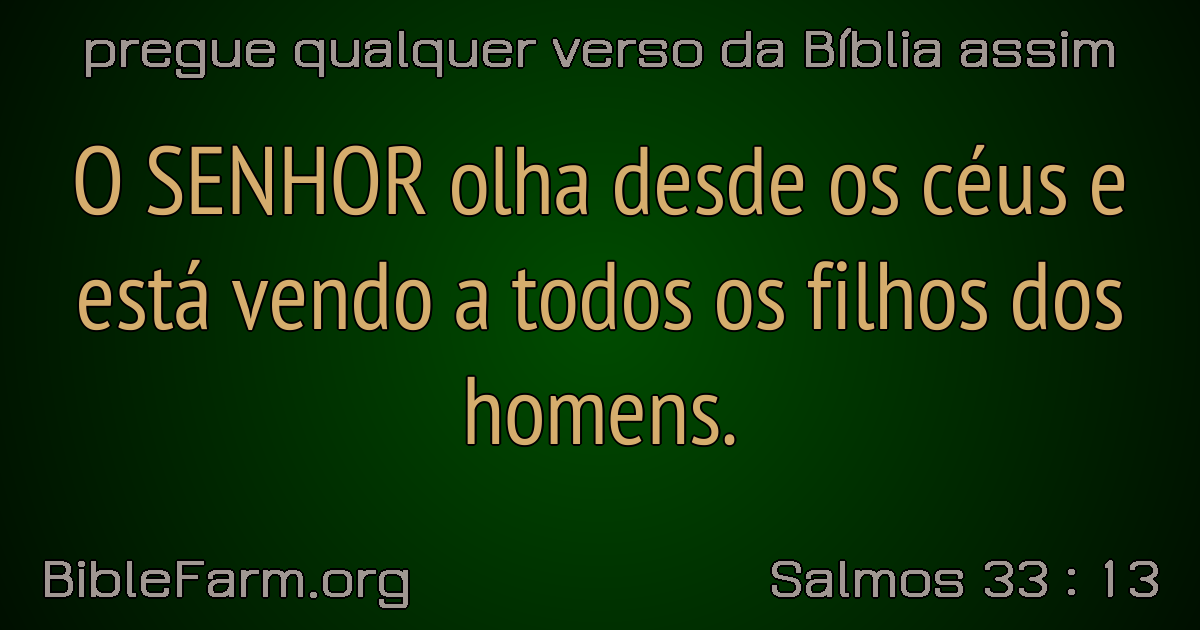 pregue qualquer verso da Bíblia assim
O SENHOR olha desde os céus e
está vendo a todos os filhos dos
homens.
BibleFarm.org
Salmos 33 : 13